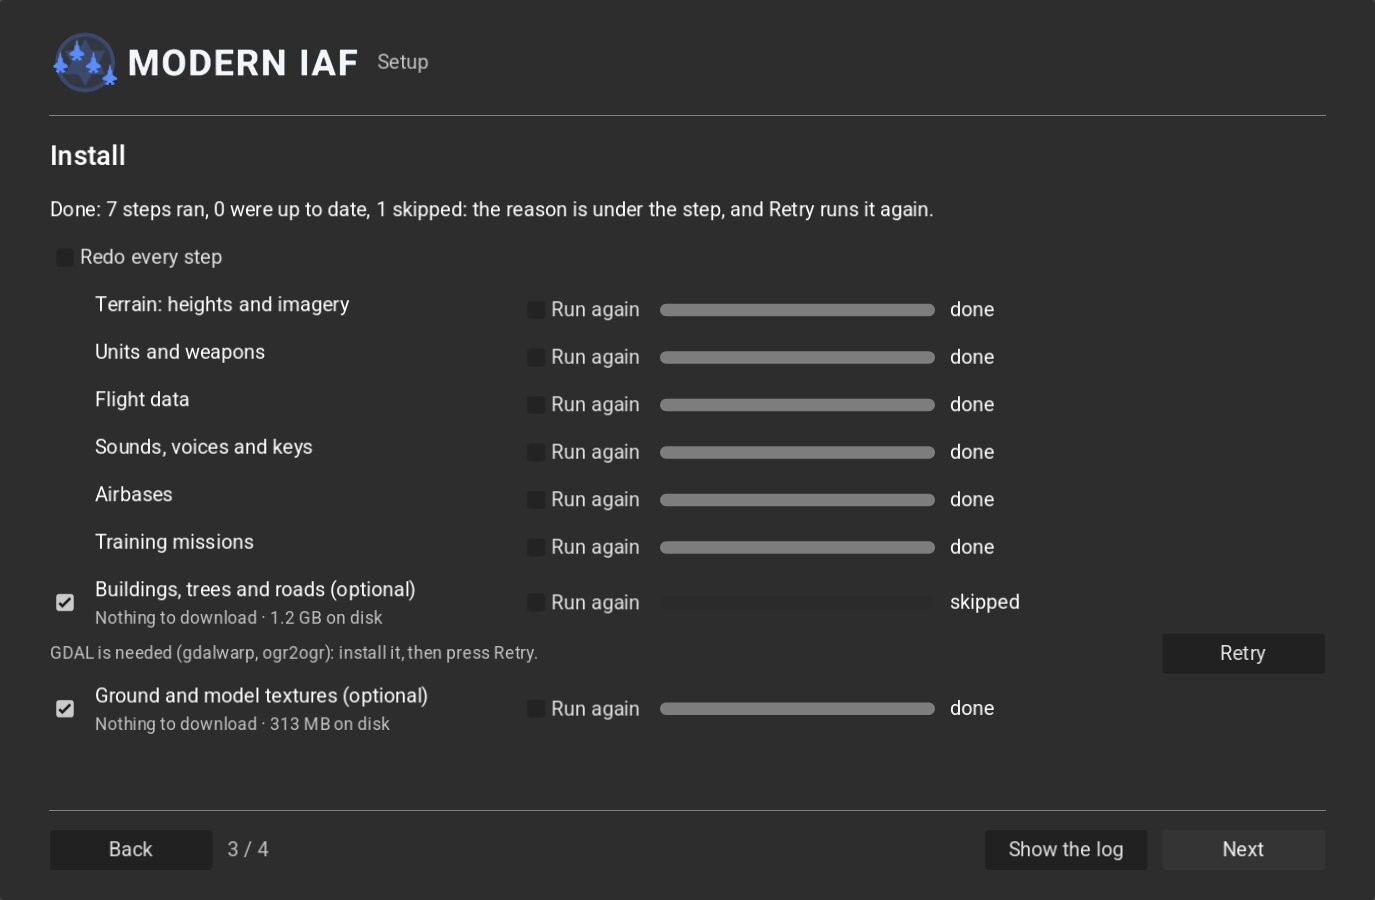 MODERN IAF Setup
Install
Done: 7 steps ran, 0 were up to date, 1 skipped: the reason is under the step, and Retry runs it again.
Redo every step
Terrain: heights and imagery Run again done
Units and weapons Run again done
Flight data Run again done
Sounds, voices and keys Run again done
Airbases Run again done
Training missions Run again done
Buildings, trees and roads (optional) Run again skipped
Nothing to download · 1.2 GB on disk
GDAL is needed (gdalwarp, ogr2ogr): install it, then press Retry. Retry
Ground and model textures (optional) Run again done
Nothing to download · 313 MB on disk
Back 3 / 4 Show the log Next